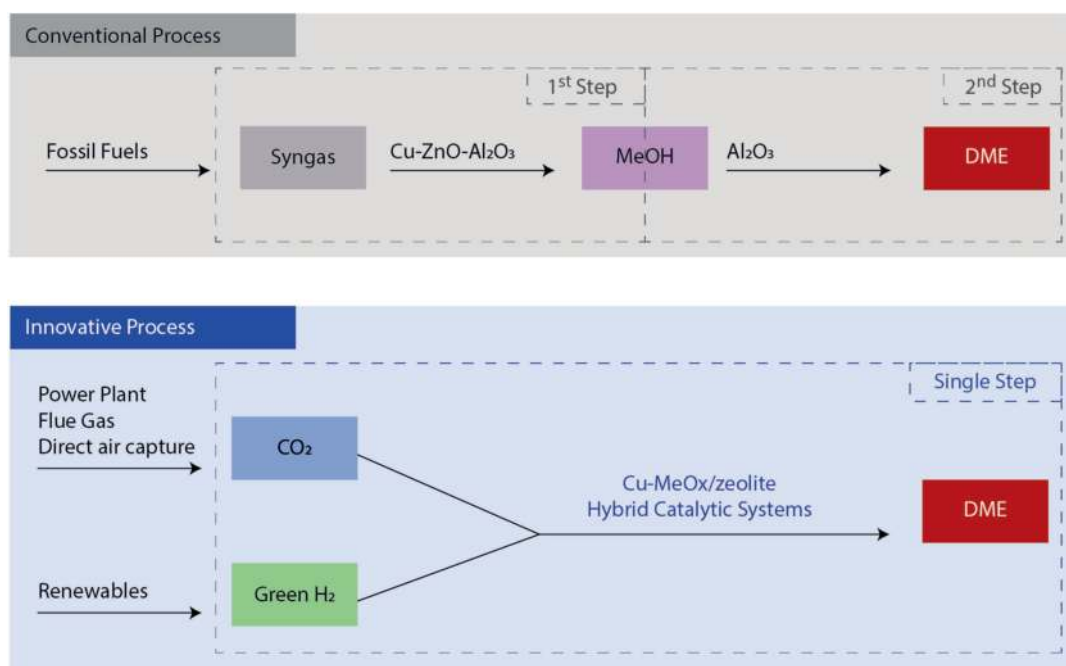 Conventional Process
1st Step
2nd Step
Fossil Fuels
Syngas
Cu-ZnO-Al₂O₃
MeOH
Al₂O₃
DME
Innovative Process
Single Step
Power Plant
Flue Gas
Direct air capture
CO₂
Cu-MeOx/zeolite
Hybrid Catalytic Systems
DME
Renewables
Green H₂